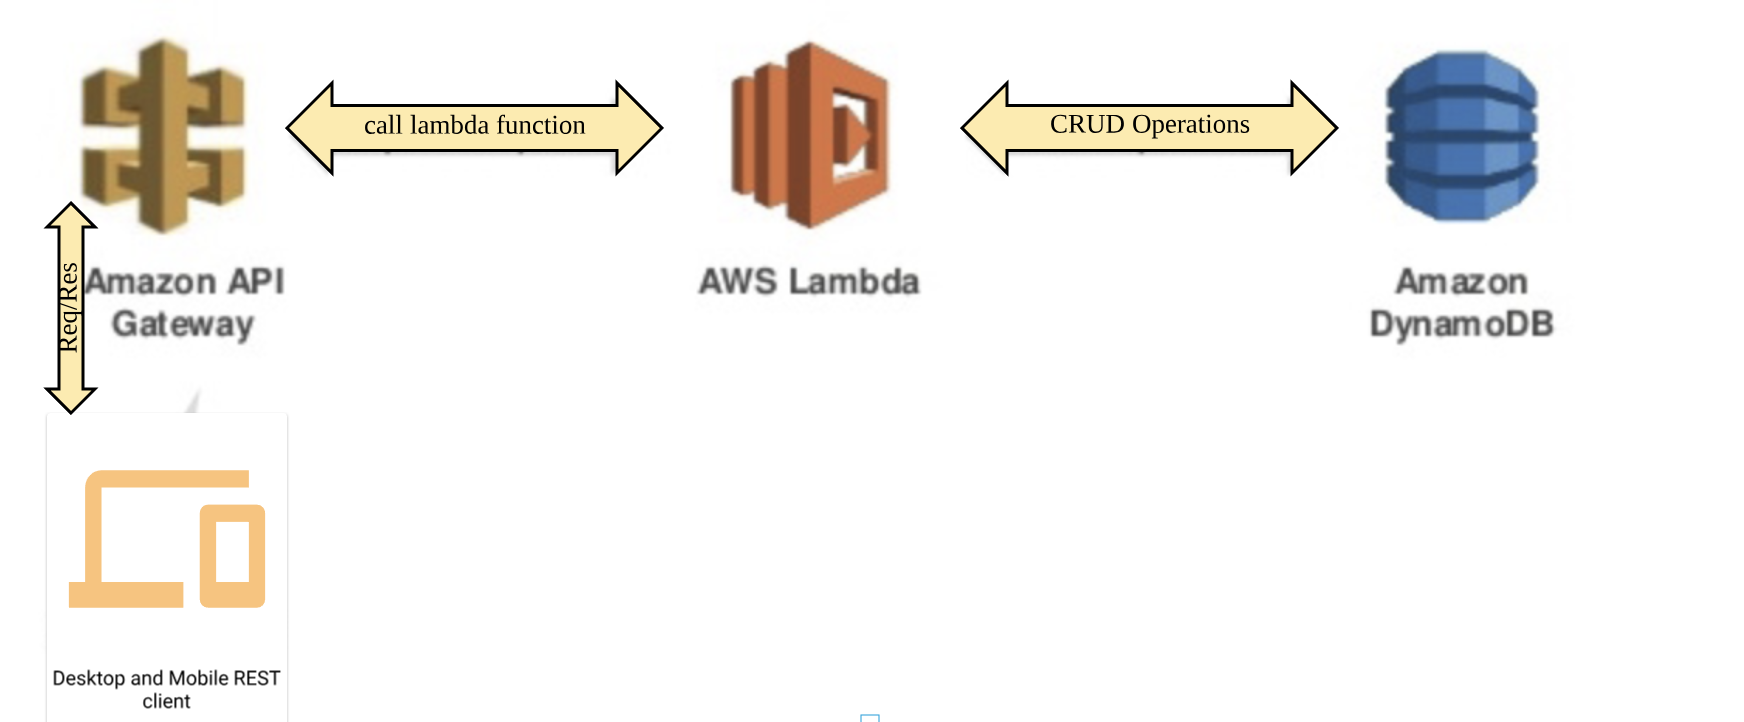 call lambda function
CRUD Operations
Req/Res
Amazon API
Gateway
AWS Lambda
Amazon
DynamoDB
Desktop and Mobile REST
client